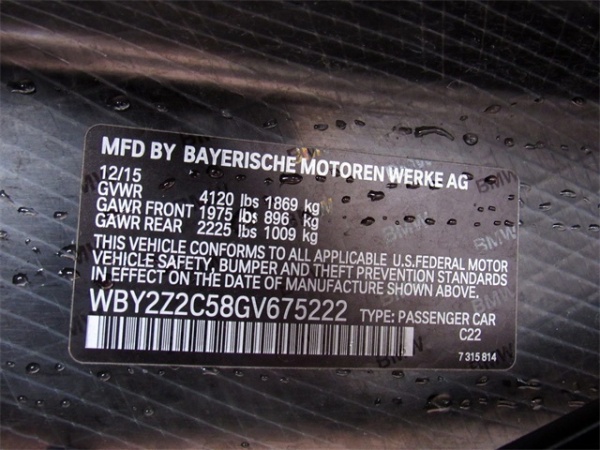 MFD BY BAYERISCHE MOTOREN WERKE AG
12/15
GVWR 4120 lbs 1869 kg
GAWR FRONT 1975 lbs 896 kg
GAWR REAR 2225 lbs 1009 kg
THIS VEHICLE CONFORMS TO ALL APPLICABLE U.S.FEDERAL MOTOR
VEHICLE SAFETY, BUMPER AND THEFT PREVENTION STANDARDS
IN EFFECT ON THE DATE OF MANUFACTURE SHOWN ABOVE.
WBY2Z2C58GV675222 TYPE: PASSENGER CAR
C22
7 315 814